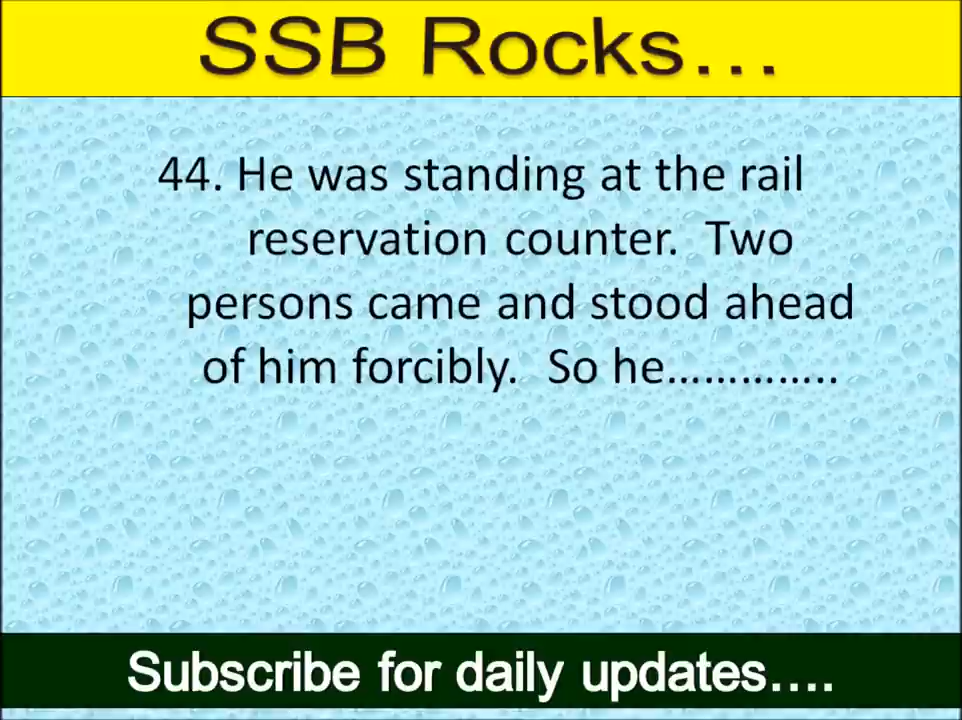 SSB Rocks...
44. He was standing at the rail
reservation counter.  Two
persons came and stood ahead
of him forcibly.  So he…………..
Subscribe for daily updates….